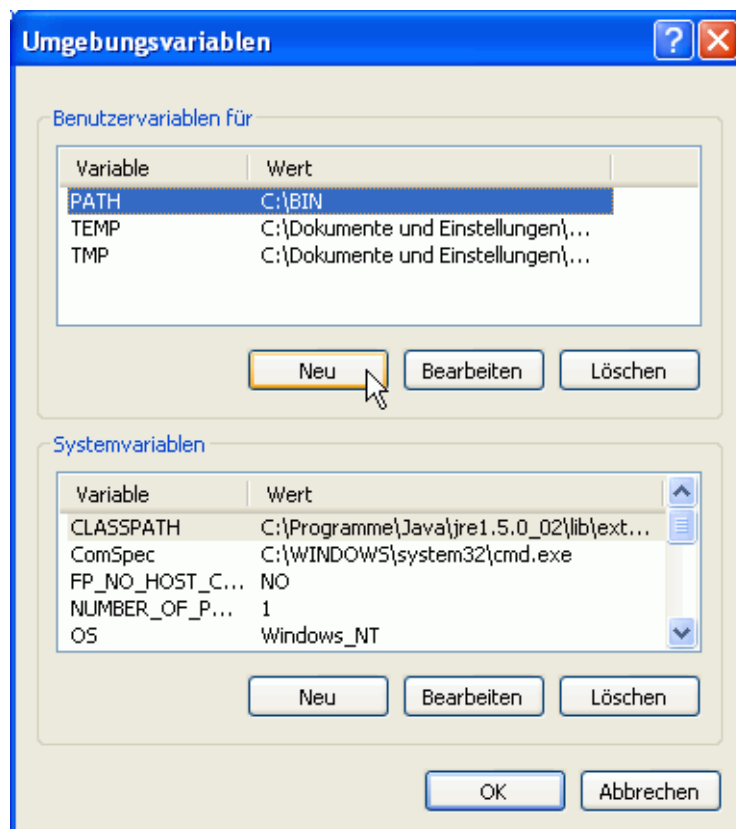 Umgebungsvariablen
Benutzervariablen für
Variable Wert
PATH C:\BIN
TEMP C:\Dokumente und Einstellungen\...
TMP C:\Dokumente und Einstellungen\...
Neu Bearbeiten Löschen
Systemvariablen
Variable Wert
CLASSPATH C:\Programme\Java\jre1.5.0_02\lib\ext...
ComSpec C:\WINDOWS\system32\cmd.exe
FP_NO_HOST_C... NO
NUMBER_OF_P... 1
OS Windows_NT
Neu Bearbeiten Löschen
OK Abbrechen